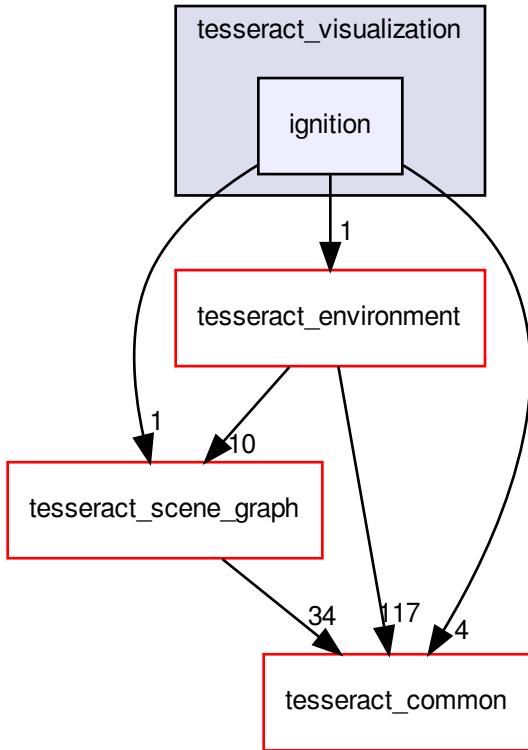 tesseract_visualization
ignition
1
tesseract_environment
1
10
tesseract_scene_graph
34
117
4
tesseract_common